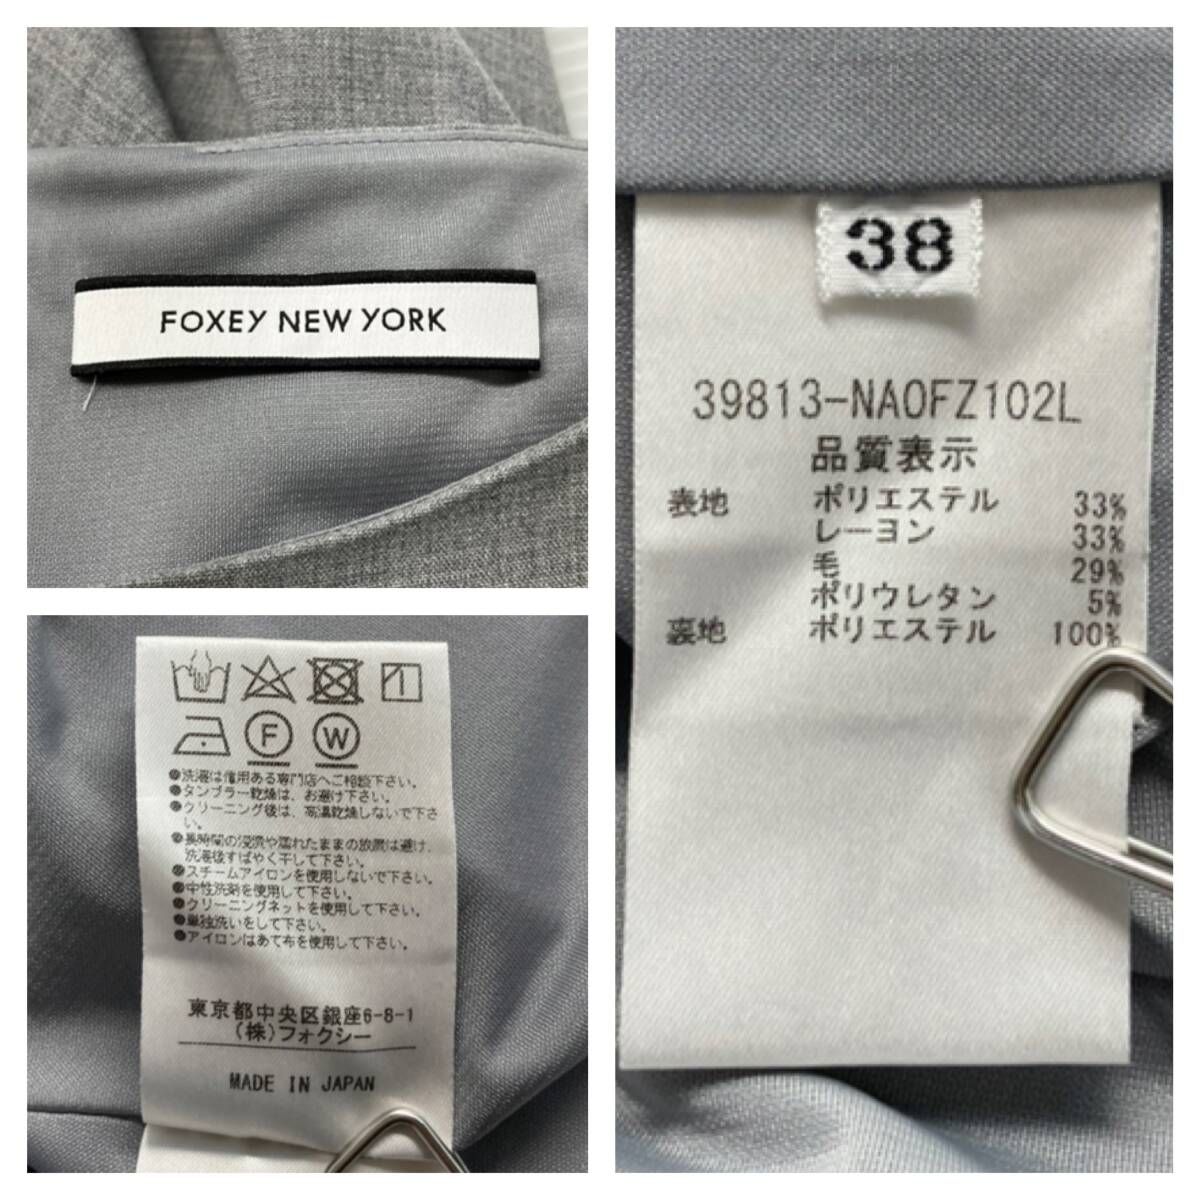 FOXEY NEW YORK
38
39813-NAOFZ102L
品質表示
表地 ポリエステル 33%
レーヨン 33%
毛 29%
ポリウレタン 5%
裏地 ポリエステル 100%
F W
●洗濯は信用ある専門店へご相談下さい。
●タンブラー乾燥は、お避け下さい。
●クリーニング後は、高温乾燥しないで下さ
い。
●長時間の浸漬や濡れたままの放置は避け、
洗濯後すばやく干して下さい。
●スチームアイロンを使用しないで下さい。
●中性洗剤を使用して下さい。
●クリーニングネットを使用して下さい。
●単独洗いをして下さい。
●アイロンはあて布を使用して下さい。
東京都中央区銀座6-8-1
(株)フォクシー
MADE IN JAPAN